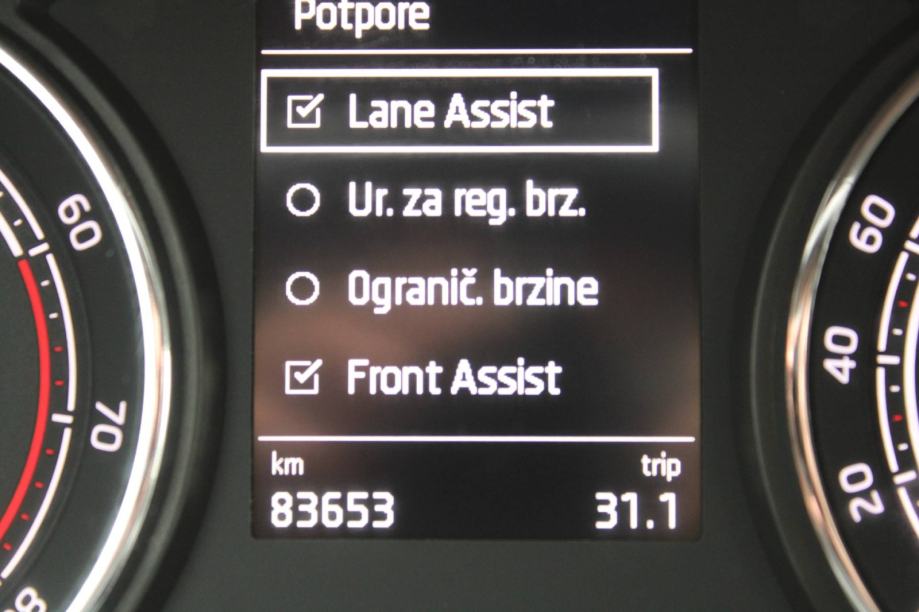 Potpore
Lane Assist
Ur. za reg. brz.
Ogranič. brzine
Front Assist
km trip
83653 31.1
60
70
8
60
40
20